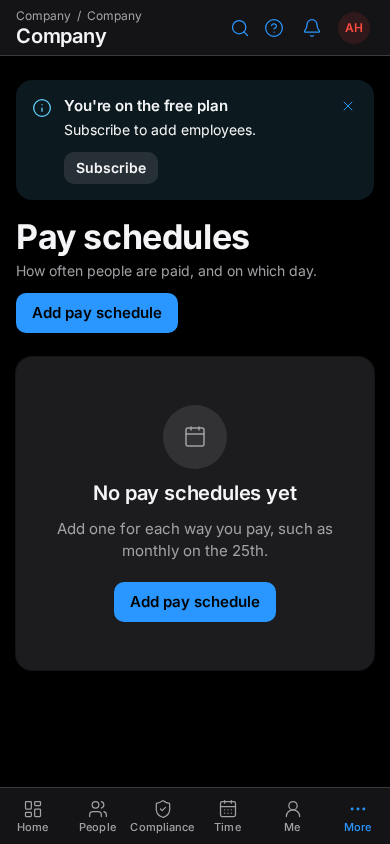 Company / Company
Company
AH
You're on the free plan
Subscribe to add employees.
Subscribe
Pay schedules
How often people are paid, and on which day.
Add pay schedule
No pay schedules yet
Add one for each way you pay, such as
monthly on the 25th.
Add pay schedule
Home People Compliance Time Me More